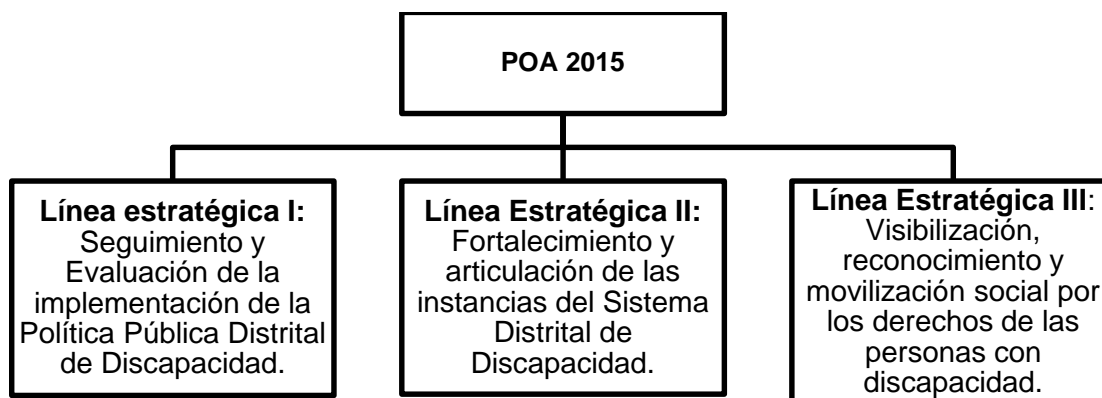 POA 2015
Línea estratégica I:
Seguimiento y
Evaluación de la
implementación de la
Política Pública Distrital
de Discapacidad.
Línea Estratégica II:
Fortalecimiento y
articulación de las
instancias del Sistema
Distrital de
Discapacidad.
Línea Estratégica III:
Visibilización,
reconocimiento y
movilización social por
los derechos de las
personas con
discapacidad.